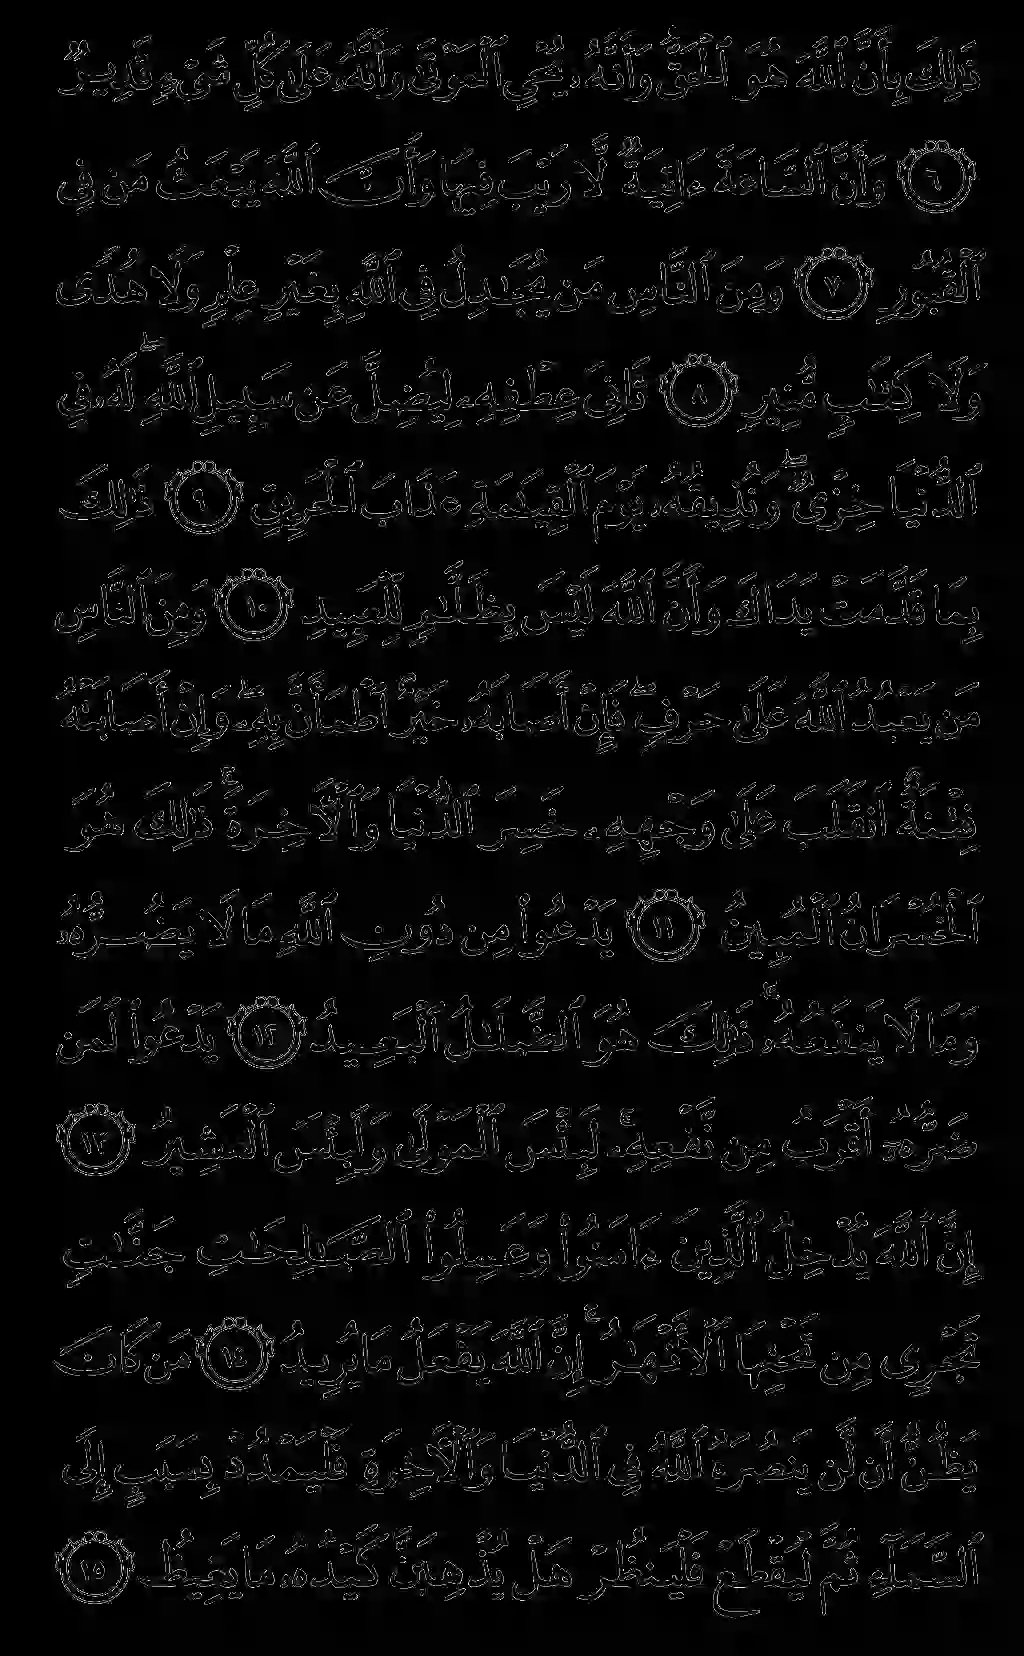 ذَٰلِكَ بِأَنَّ ٱللَّهَ هُوَ ٱلْحَقُّ وَأَنَّهُۥ يُحْىِ ٱلْمَوْتَىٰ وَأَنَّهُۥ عَلَىٰ كُلِّ شَىْءٍ قَدِيرٌ
٦ وَأَنَّ ٱلسَّاعَةَ ءَاتِيَةٌ لَّا رَيْبَ فِيهَا وَأَنَّ ٱللَّهَ يَبْعَثُ مَن فِى
ٱلْقُبُورِ ٧ وَمِنَ ٱلنَّاسِ مَن يُجَـٰدِلُ فِى ٱللَّهِ بِغَيْرِ عِلْمٍ وَلَا هُدًى
وَلَا كِتَـٰبٍ مُّنِيرٍ ٨ ثَانِىَ عِطْفِهِۦ لِيُضِلَّ عَن سَبِيلِ ٱللَّهِ ۖ لَهُۥ فِى
ٱلدُّنْيَا خِزْىٌ ۖ وَنُذِيقُهُۥ يَوْمَ ٱلْقِيَـٰمَةِ عَذَابَ ٱلْحَرِيقِ ٩ ذَٰلِكَ
بِمَا قَدَّمَتْ يَدَاكَ وَأَنَّ ٱللَّهَ لَيْسَ بِظَلَّـٰمٍ لِّلْعَبِيدِ ١٠ وَمِنَ ٱلنَّاسِ
مَن يَعْبُدُ ٱللَّهَ عَلَىٰ حَرْفٍ ۖ فَإِنْ أَصَابَهُۥ خَيْرٌ ٱطْمَأَنَّ بِهِۦ ۖ وَإِنْ أَصَابَتْهُ
فِتْنَةٌ ٱنقَلَبَ عَلَىٰ وَجْهِهِۦ خَسِرَ ٱلدُّنْيَا وَٱلْـَٔاخِرَةَ ۚ ذَٰلِكَ هُوَ
ٱلْخُسْرَانُ ٱلْمُبِينُ ١١ يَدْعُوا۟ مِن دُونِ ٱللَّهِ مَا لَا يَضُرُّهُۥ
وَمَا لَا يَنفَعُهُۥ ۚ ذَٰلِكَ هُوَ ٱلضَّلَـٰلُ ٱلْبَعِيدُ ١٢ يَدْعُوا۟ لَمَن
ضَرُّهُۥٓ أَقْرَبُ مِن نَّفْعِهِۦ ۚ لَبِئْسَ ٱلْمَوْلَىٰ وَلَبِئْسَ ٱلْعَشِيرُ ١٣
إِنَّ ٱللَّهَ يُدْخِلُ ٱلَّذِينَ ءَامَنُوا۟ وَعَمِلُوا۟ ٱلصَّـٰلِحَـٰتِ جَنَّـٰتٍ
تَجْرِى مِن تَحْتِهَا ٱلْأَنْهَـٰرُ ۚ إِنَّ ٱللَّهَ يَفْعَلُ مَا يُرِيدُ ١٤ مَن كَانَ
يَظُنُّ أَن لَّن يَنصُرَهُ ٱللَّهُ فِى ٱلدُّنْيَا وَٱلْـَٔاخِرَةِ فَلْيَمْدُدْ بِسَبَبٍ إِلَى
ٱلسَّمَآءِ ثُمَّ لْيَقْطَعْ فَلْيَنظُرْ هَلْ يُذْهِبَنَّ كَيْدُهُۥ مَا يَغِيظُ ١٥